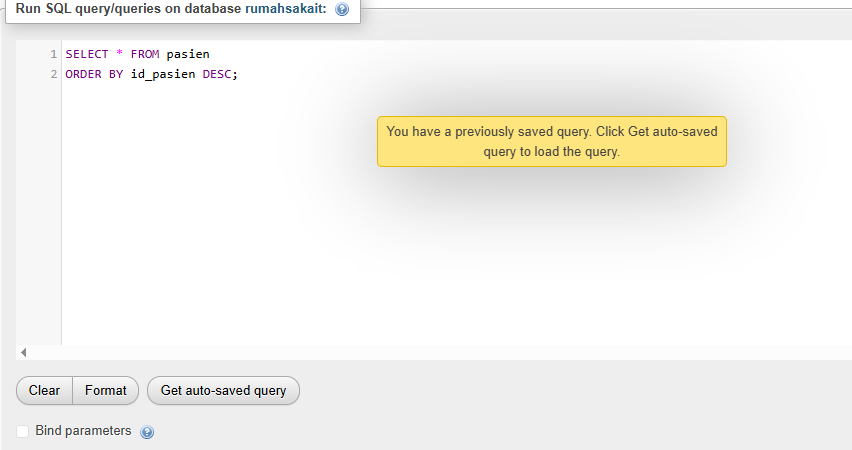 Run SQL query/queries on database rumahsakait:
1 SELECT * FROM pasien
2 ORDER BY id_pasien DESC;
You have a previously saved query. Click Get auto-saved
query to load the query.
Clear Format Get auto-saved query
Bind parameters